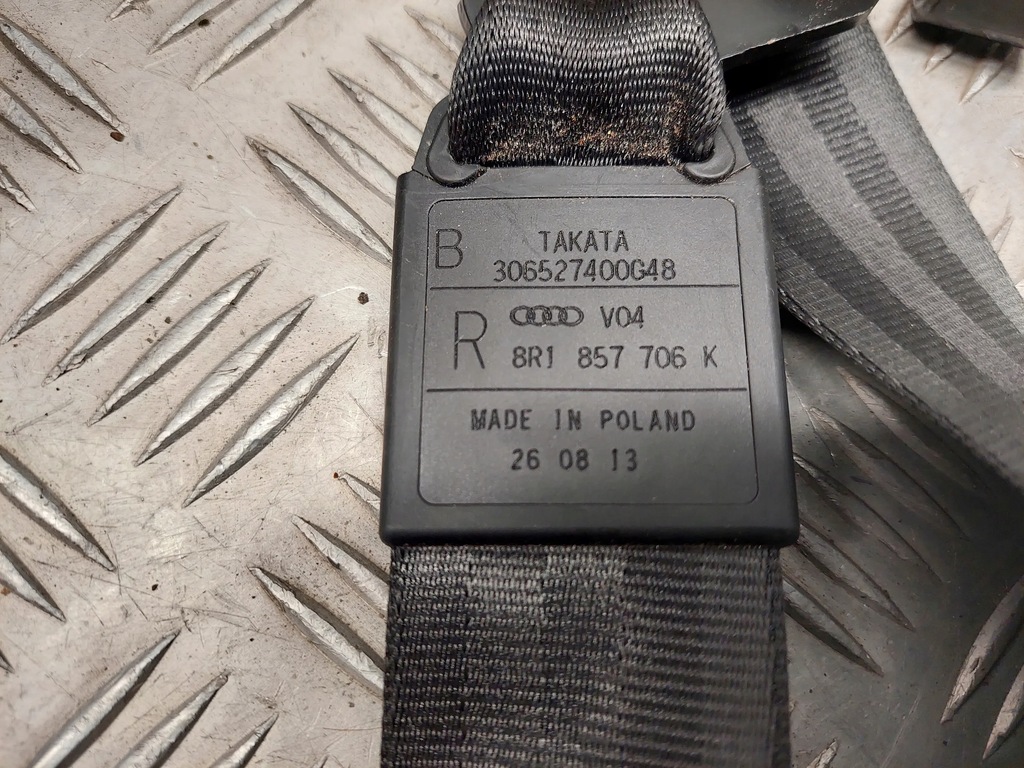 B TAKATA
306527400G48
R V04
8R1 857 706 K
MADE IN POLAND
26 08 13